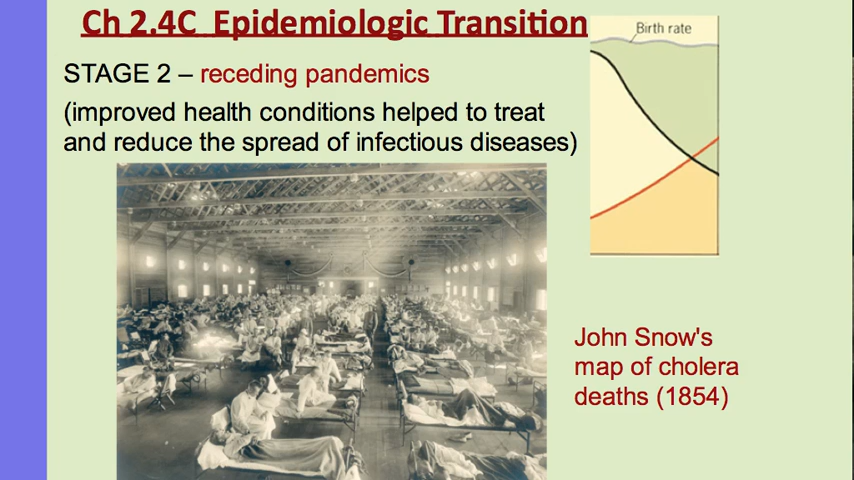 Ch 2.4C Epidemiologic Transition
Birth rate
STAGE 2 – receding pandemics
(improved health conditions helped to treat
and reduce the spread of infectious diseases)
John Snow's
map of cholera
deaths (1854)